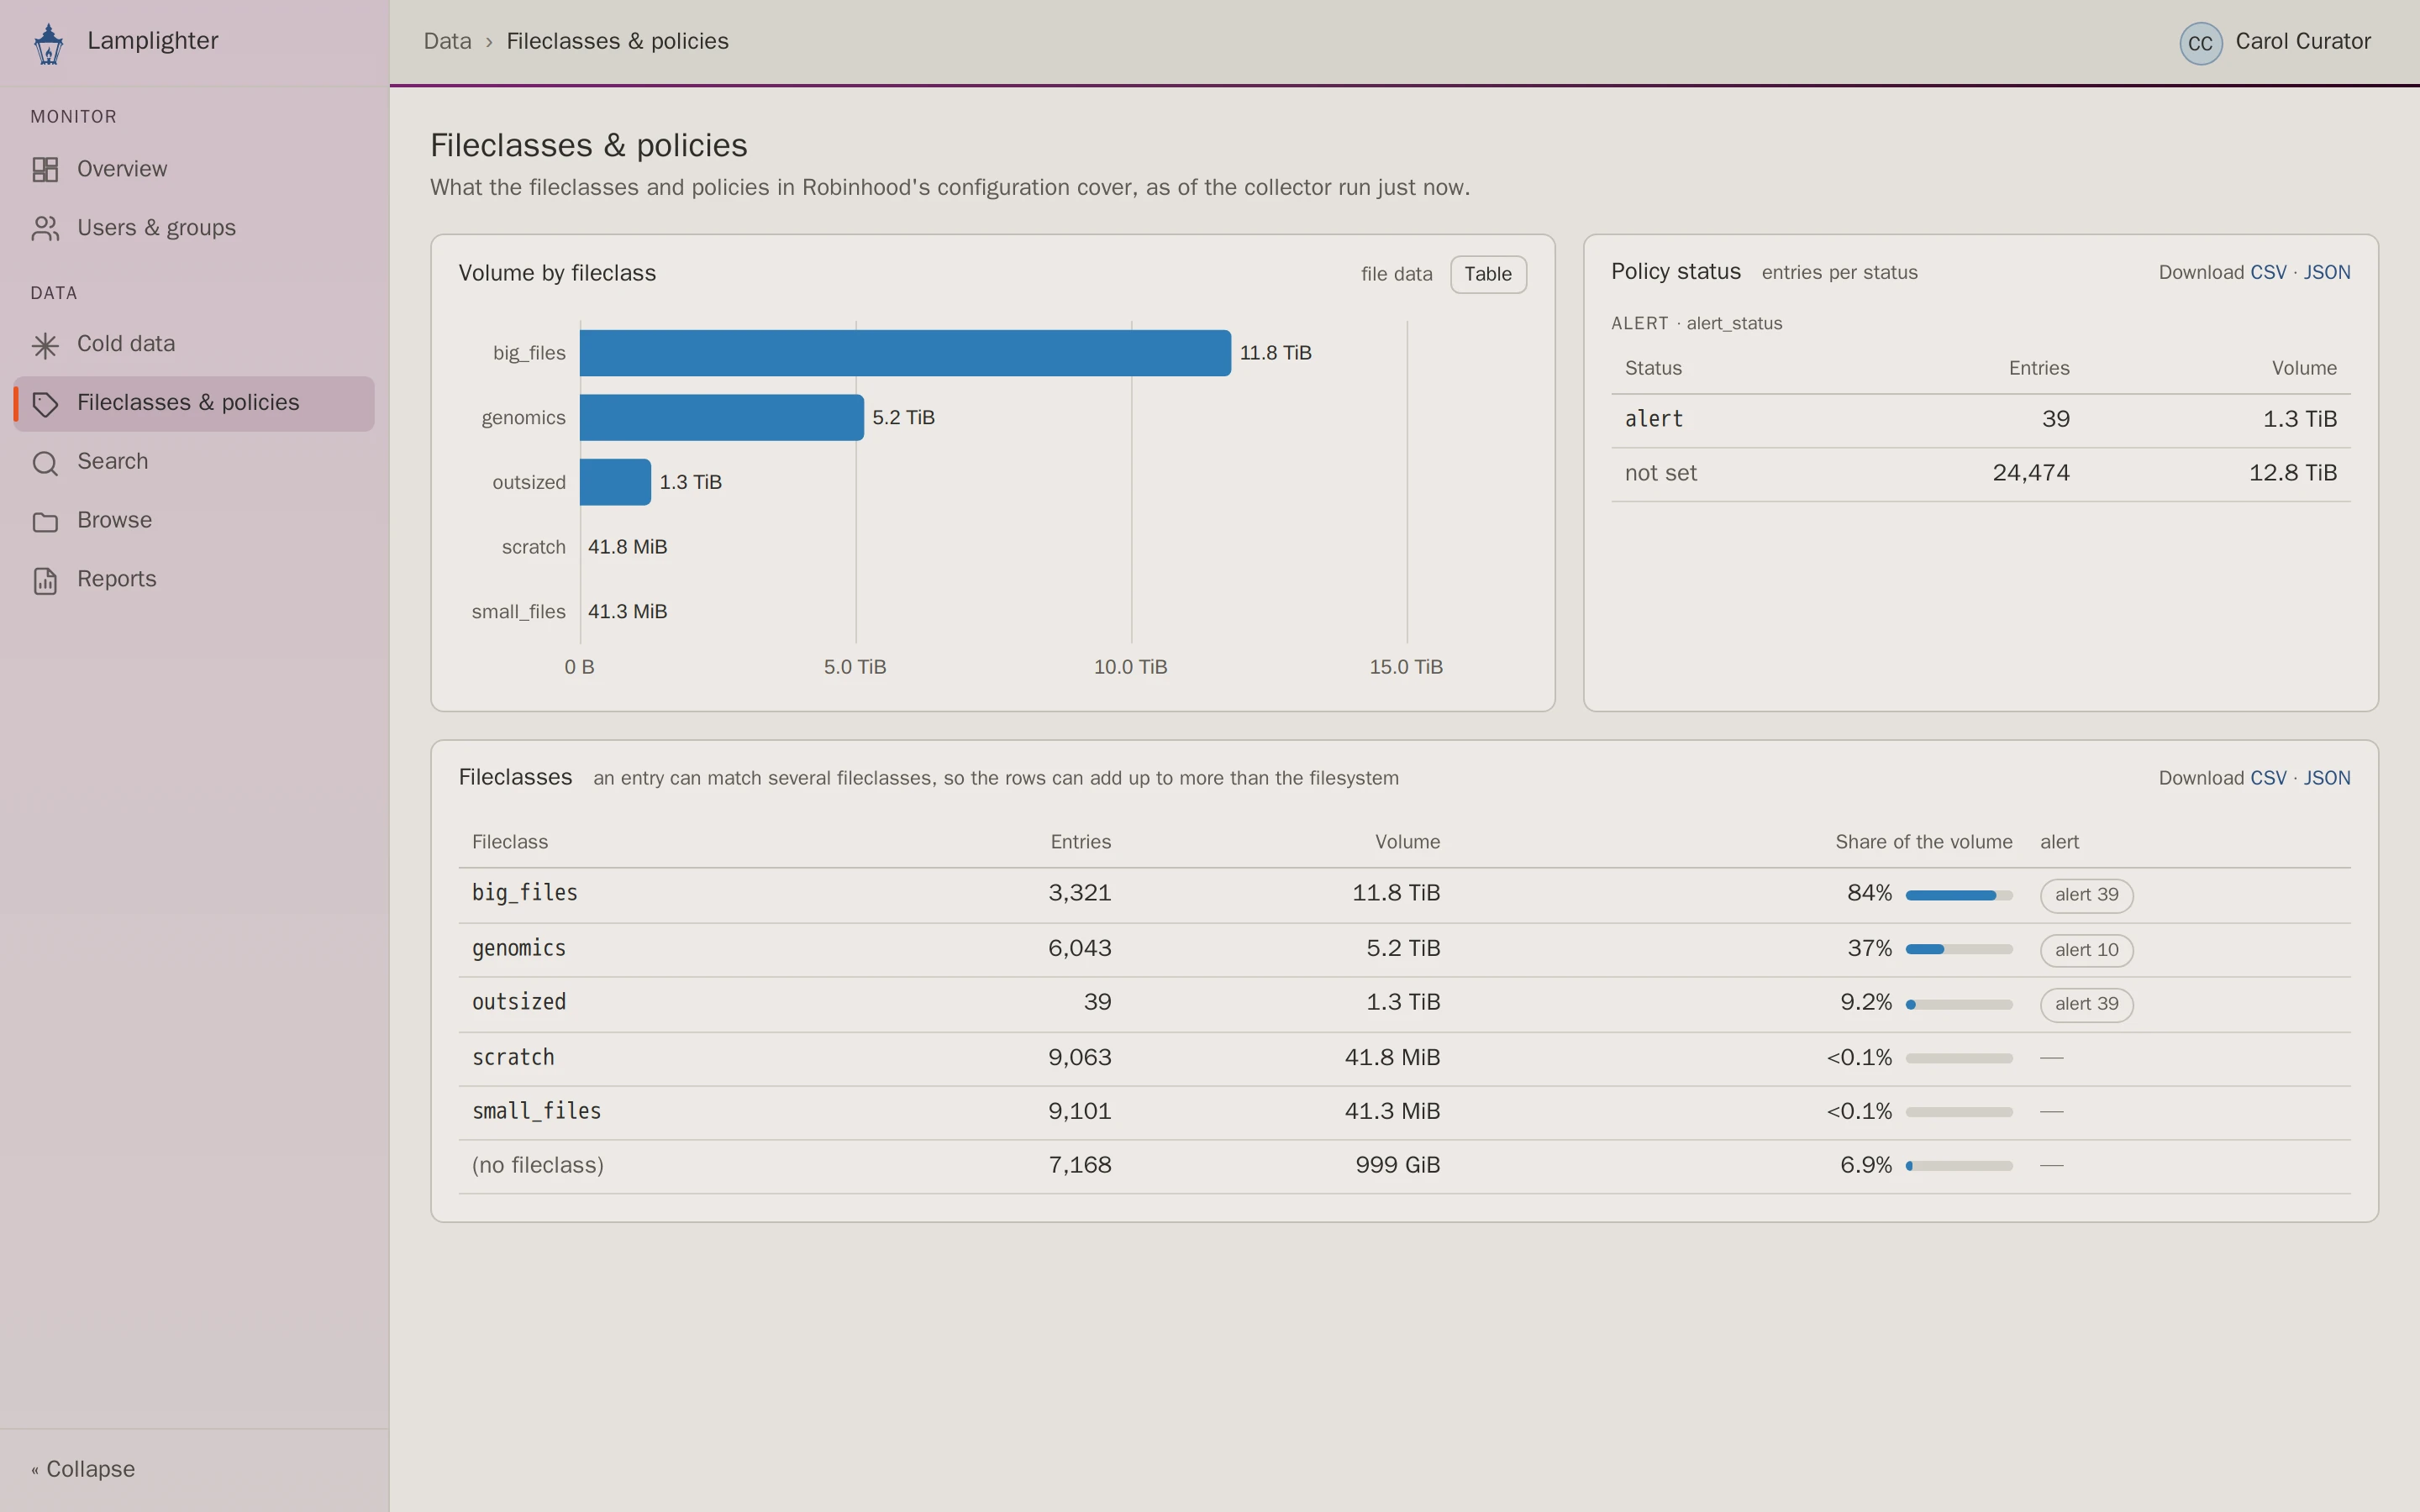 Lamplighter
MONITOR
Overview
Users & groups
DATA
Cold data
Fileclasses & policies
Search
Browse
Reports
« Collapse
Data › Fileclasses & policies
CC Carol Curator
Fileclasses & policies
What the fileclasses and policies in Robinhood's configuration cover, as of the collector run just now.
Volume by fileclass file data Table
big_files 11.8 TiB
genomics 5.2 TiB
outsized 1.3 TiB
scratch 41.8 MiB
small_files 41.3 MiB
0 B 5.0 TiB 10.0 TiB 15.0 TiB
Policy status entries per status Download CSV · JSON
ALERT · alert_status
Status Entries Volume
alert 39 1.3 TiB
not set 24,474 12.8 TiB
Fileclasses an entry can match several fileclasses, so the rows can add up to more than the filesystem Download CSV · JSON
Fileclass Entries Volume Share of the volume alert
big_files 3,321 11.8 TiB 84% alert 39
genomics 6,043 5.2 TiB 37% alert 10
outsized 39 1.3 TiB 9.2% alert 39
scratch 9,063 41.8 MiB <0.1% —
small_files 9,101 41.3 MiB <0.1% —
(no fileclass) 7,168 999 GiB 6.9% —